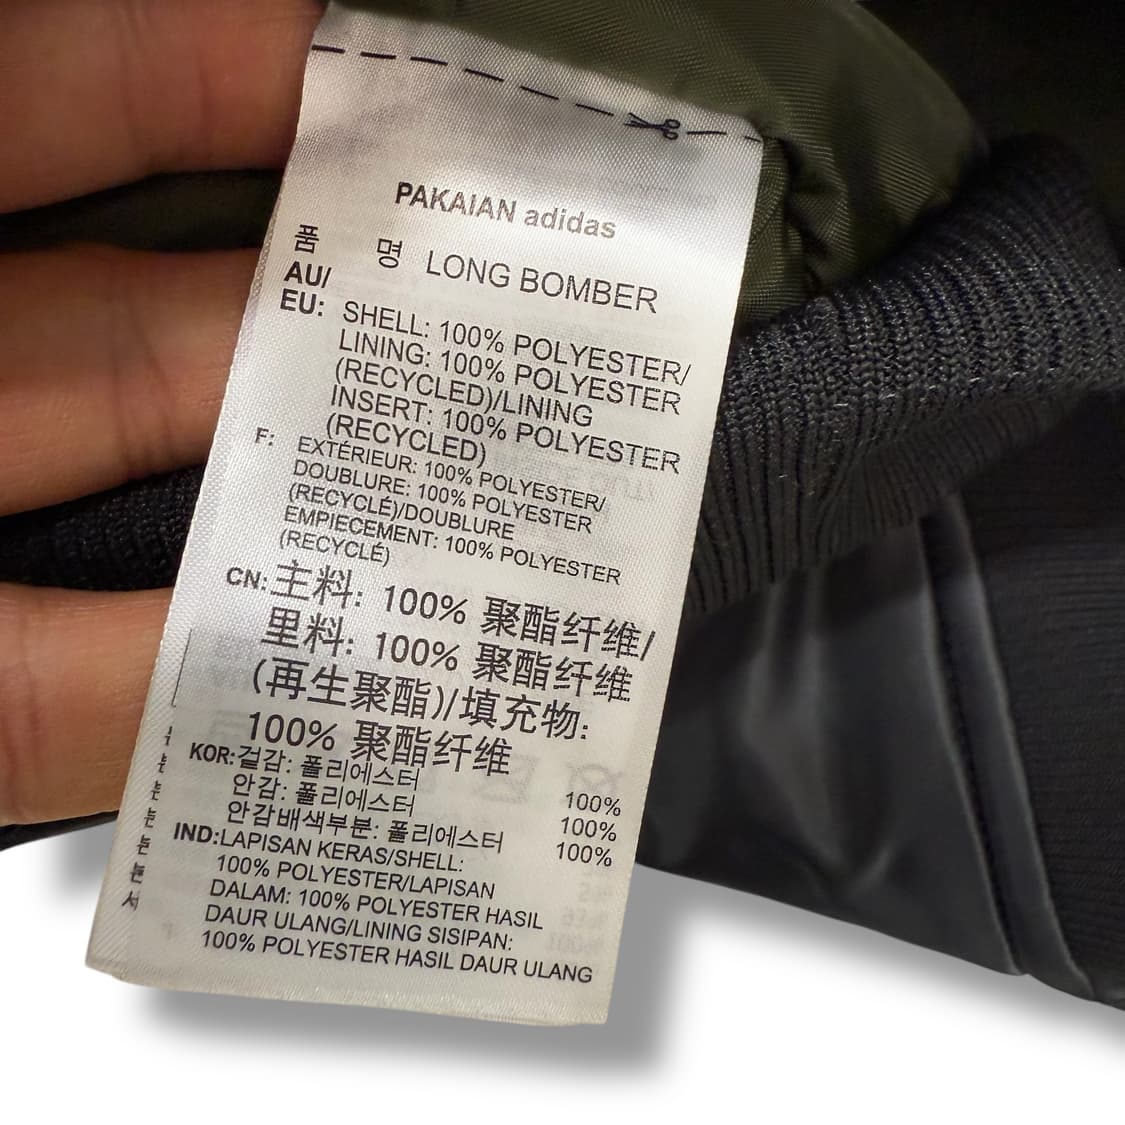 PAKAIAN adidas
품 명 LONG BOMBER
AU/
EU: SHELL: 100% POLYESTER/
LINING: 100% POLYESTER
(RECYCLED)/LINING
INSERT: 100% POLYESTER
(RECYCLED)
F: EXTÉRIEUR: 100% POLYESTER/
DOUBLURE: 100% POLYESTER
(RECYCLÉ)/DOUBLURE
EMPIECEMENT: 100% POLYESTER
(RECYCLÉ)
CN: 主料: 100% 聚酯纤维/
里料: 100% 聚酯纤维
(再生聚酯)/填充物:
100% 聚酯纤维
KOR: 겉감: 폴리에스터 100%
안감: 폴리에스터 100%
안감배색부분: 폴리에스터 100%
IND: LAPISAN KERAS/SHELL:
100% POLYESTER/LAPISAN
DALAM: 100% POLYESTER HASIL
DAUR ULANG/LINING SISIPAN:
100% POLYESTER HASIL DAUR ULANG